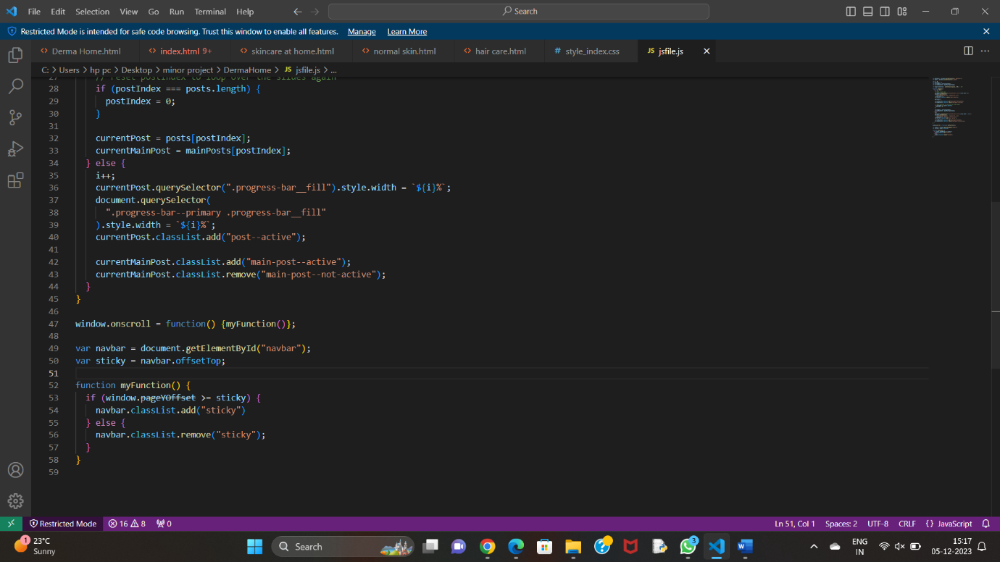 File Edit Selection View Go Run Terminal Help Search
Restricted Mode is intended for safe code browsing. Trust this window to enable all features. Manage Learn More
<> Derma Home.html <> index.html 9+ <> skincare at home.html <> normal skin.html <> hair care.html # style_index.css JS jsfile.js
C: > Users > hp pc > Desktop > minor project > DermaHome > JS jsfile.js > ...
27 // reset postIndex to loop over the slides again
28 if (postIndex === posts.length) {
29 postIndex = 0;
30 }
31
32 currentPost = posts[postIndex];
33 currentMainPost = mainPosts[postIndex];
34 } else {
35 i++;
36 currentPost.querySelector(".progress-bar__fill").style.width = `${i}%`;
37 document.querySelector(
38 ".progress-bar--primary .progress-bar__fill"
39 ).style.width = `${i}%`;
40 currentPost.classList.add("post--active");
41
42 currentMainPost.classList.add("main-post--active");
43 currentMainPost.classList.remove("main-post--not-active");
44 }
45 }
46
47 window.onscroll = function() {myFunction()};
48
49 var navbar = document.getElementById("navbar");
50 var sticky = navbar.offsetTop;
51
52 function myFunction() {
53 if (window.pageYOffset >= sticky) {
54 navbar.classList.add("sticky")
55 } else {
56 navbar.classList.remove("sticky");
57 }
58 }
59
Restricted Mode 16 8 0 Ln 51, Col 1 Spaces: 2 UTF-8 CRLF {} JavaScript
1 23°C Search 3 ENG 15:17
Sunny IN 05-12-2023